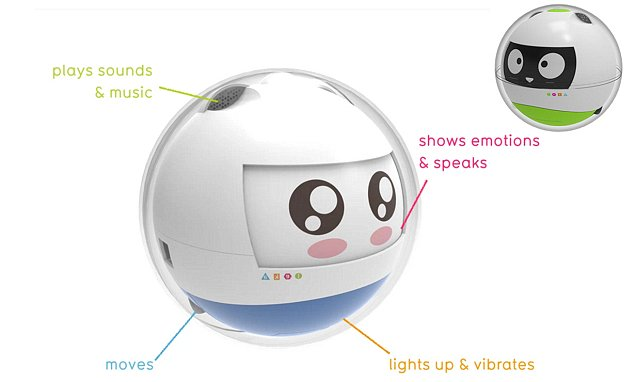 plays sounds
& music
shows emotions
& speaks
moves
lights up & vibrates